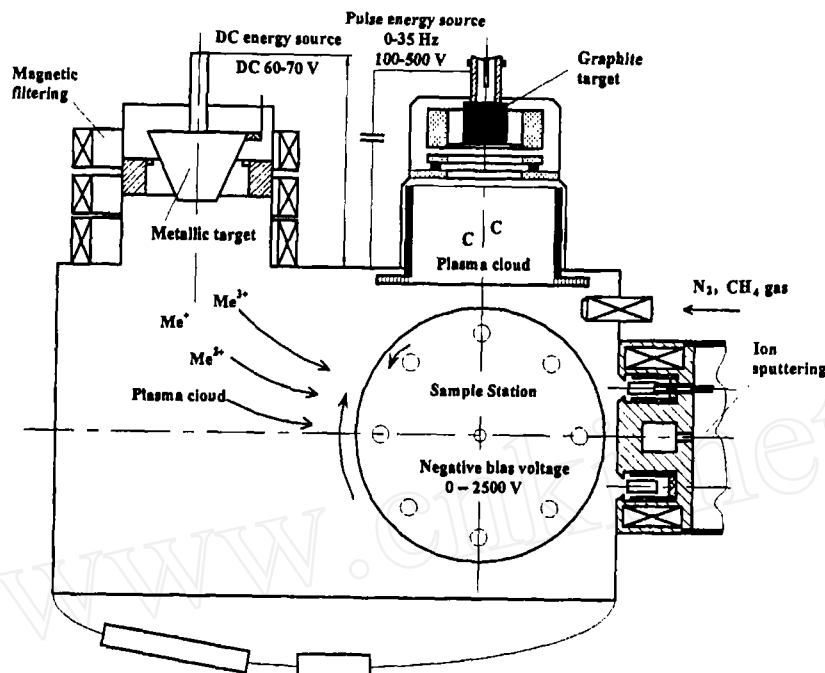 Pulse energy source
0-35 Hz
100-500 V
DC energy source
DC 60-70 V
Magnetic
filtering
Graphite
target
Metallic target
C C
Plasma cloud
N₂, CH₄ gas
Me³⁺
Me⁺
Me²⁺
Plasma cloud
Ion
sputtering
Sample Station
Negative bias voltage
0 – 2500 V
www.cnki.net